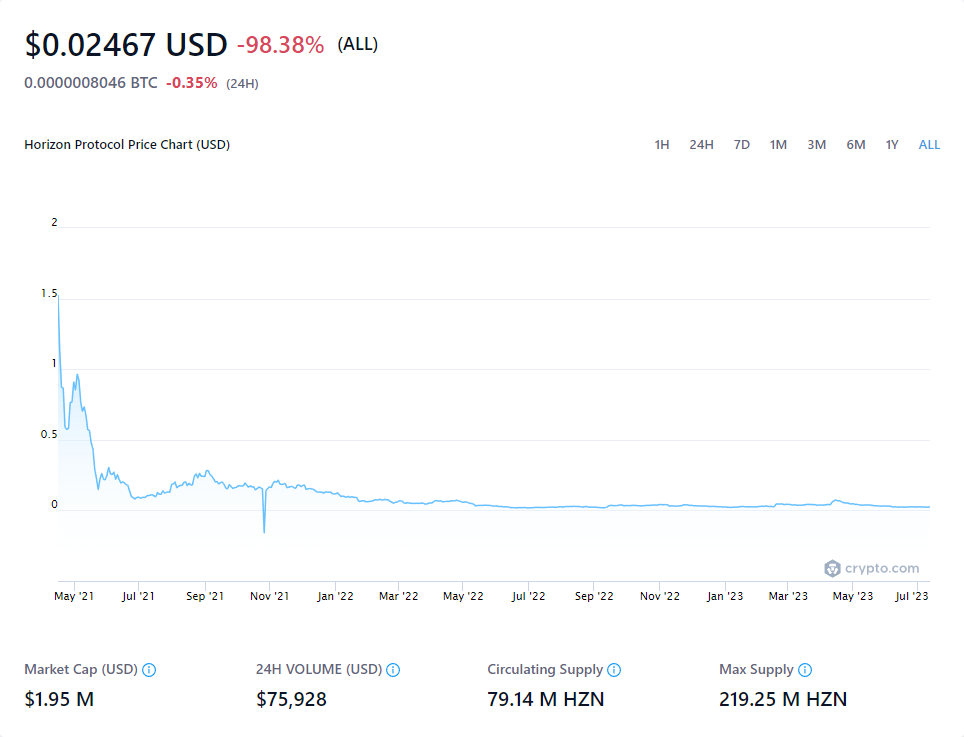 $0.02467 USD -98.38% (ALL)
0.0000008046 BTC -0.35% (24H)
Horizon Protocol Price Chart (USD) 1H 24H 7D 1M 3M 6M 1Y ALL
2
1.5
1
0.5
0
crypto.com
May '21 Jul '21 Sep '21 Nov '21 Jan '22 Mar '22 May '22 Jul '22 Sep '22 Nov '22 Jan '23 Mar '23 May '23 Jul '23
Market Cap (USD) 24H VOLUME (USD) Circulating Supply Max Supply
$1.95 M $75,928 79.14 M HZN 219.25 M HZN